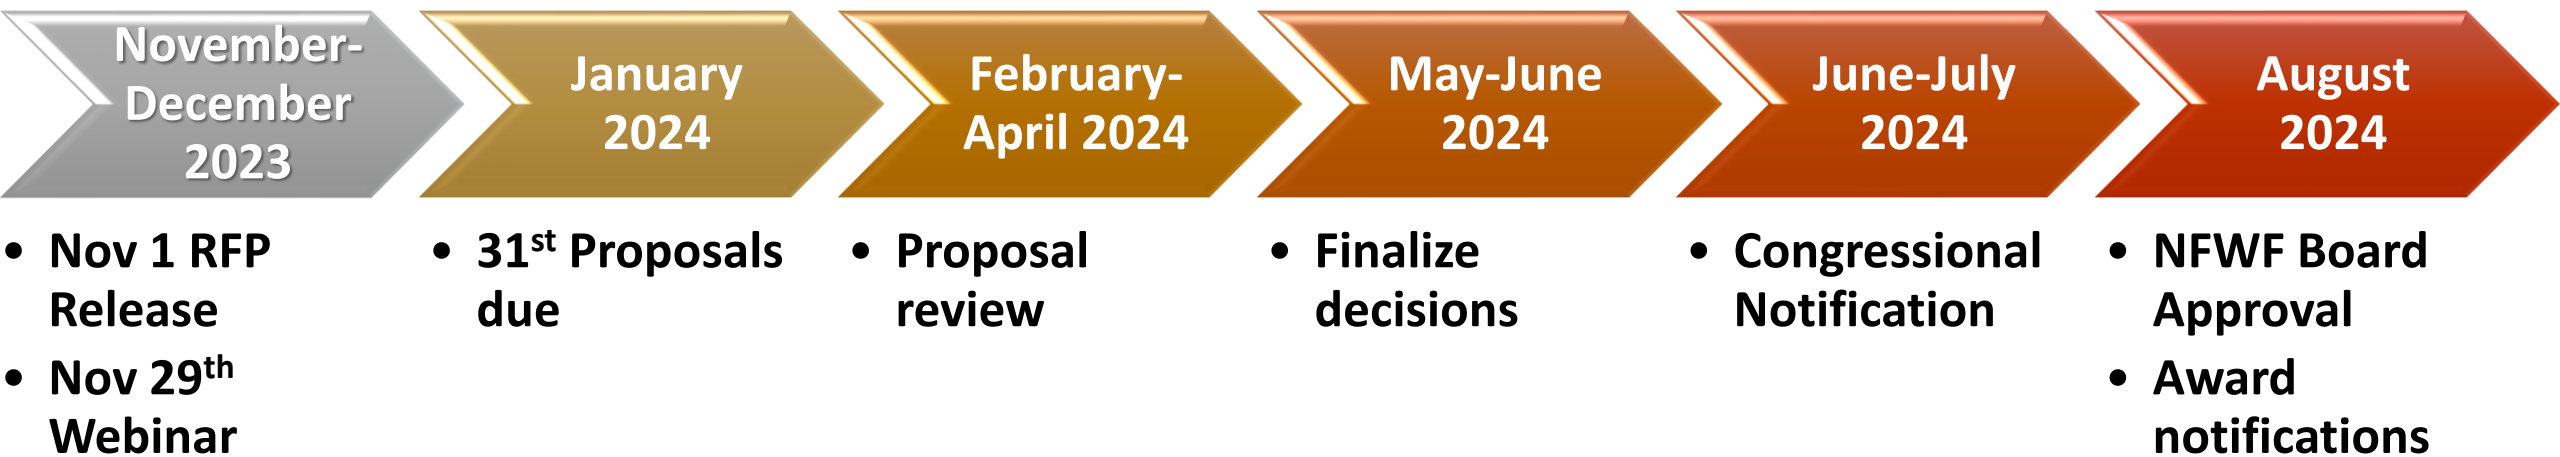 November-
December
2023
January
2024
February-
April 2024
May-June
2024
June-July
2024
August
2024
• Nov 1 RFP
Release
• Nov 29th
Webinar
• 31st Proposals
due
• Proposal
review
• Finalize
decisions
• Congressional
Notification
• NFWF Board
Approval
• Award
notifications